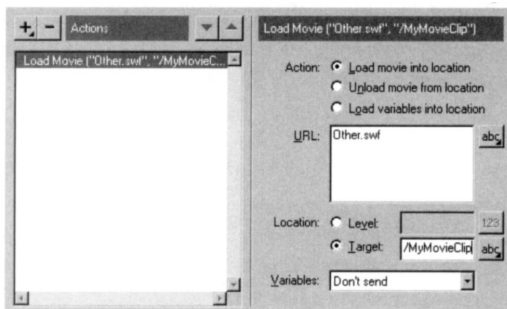 + - Actions
Load Movie ("Other.swf", "/MyMovieC...
Load Movie ("Other.swf", "/MyMovieClip")
Action: Load movie into location
Unload movie from location
Load variables into location
URL: Other.swf
abc
Location: Level: 123
Target: /MyMovieClip abc
Variables: Don't send